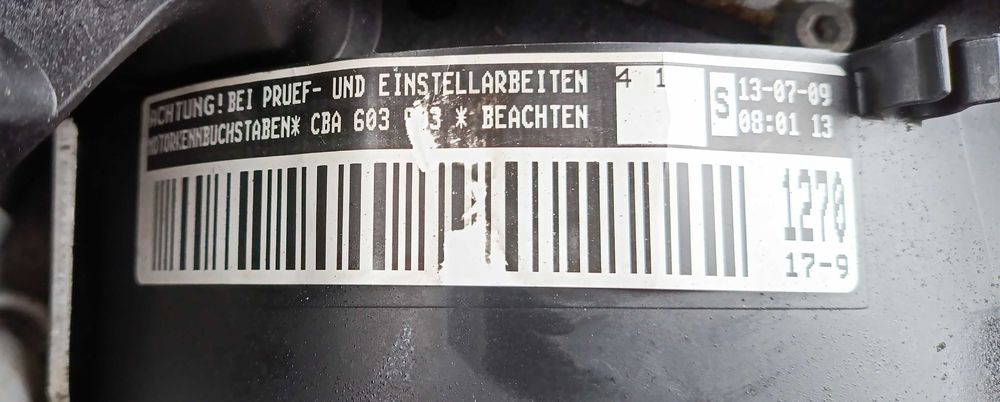 ACHTUNG! BEI PRUEF- UND EINSTELLARBEITEN
MOTORKENNBUCHSTABEN* CBA 603 * BEACHTEN
4 1
S
13-07-09
08:01 13
1270
17-9